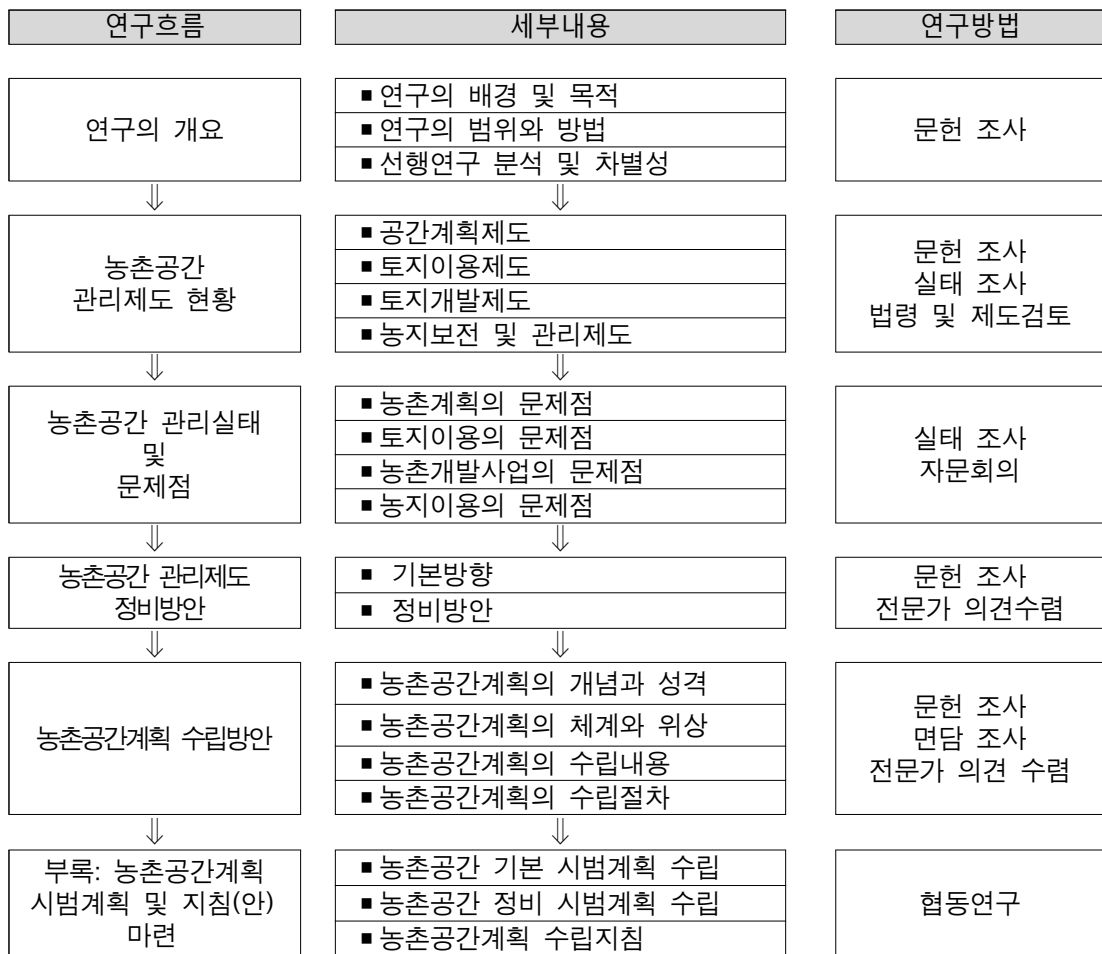 연구흐름
세부내용
연구방법
연구의 개요
■ 연구의 배경 및 목적
■ 연구의 범위와 방법
■ 선행연구 분석 및 차별성
문헌 조사
⇓
⇓
농촌공간
관리제도 현황
■ 공간계획제도
■ 토지이용제도
■ 토지개발제도
■ 농지보전 및 관리제도
문헌 조사
실태 조사
법령 및 제도검토
⇓
⇓
농촌공간 관리실태
및
문제점
■ 농촌계획의 문제점
■ 토지이용의 문제점
■ 농촌개발사업의 문제점
■ 농지이용의 문제점
실태 조사
자문회의
⇓
⇓
농촌공간 관리제도
정비방안
■ 기본방향
■ 정비방안
문헌 조사
전문가 의견수렴
⇓
⇓
농촌공간계획 수립방안
■ 농촌공간계획의 개념과 성격
■ 농촌공간계획의 체계와 위상
■ 농촌공간계획의 수립내용
■ 농촌공간계획의 수립절차
문헌 조사
면담 조사
전문가 의견 수렴
⇓
⇓
부록: 농촌공간계획
시범계획 및 지침(안)
마련
■ 농촌공간 기본 시범계획 수립
■ 농촌공간 정비 시범계획 수립
■ 농촌공간계획 수립지침
협동연구